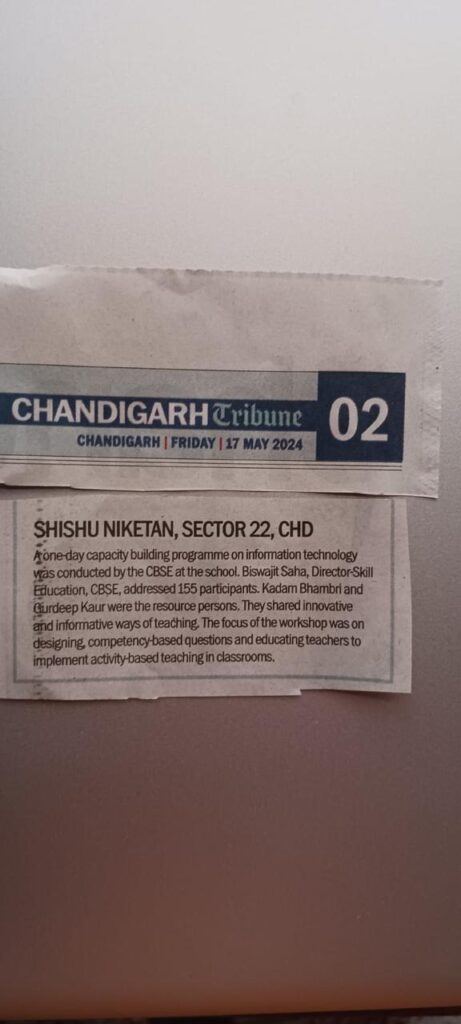 CHANDIGARH Tribune 02
CHANDIGARH | FRIDAY | 17 MAY 2024
SHISHU NIKETAN, SECTOR 22, CHD
A one-day capacity building programme on information technology
was conducted by the CBSE at the school. Biswajit Saha, Director-Skill
Education, CBSE, addressed 155 participants. Kadam Bhambri and
Gurdeep Kaur were the resource persons. They shared innovative
and informative ways of teaching. The focus of the workshop was on
designing, competency-based questions and educating teachers to
implement activity-based teaching in classrooms.